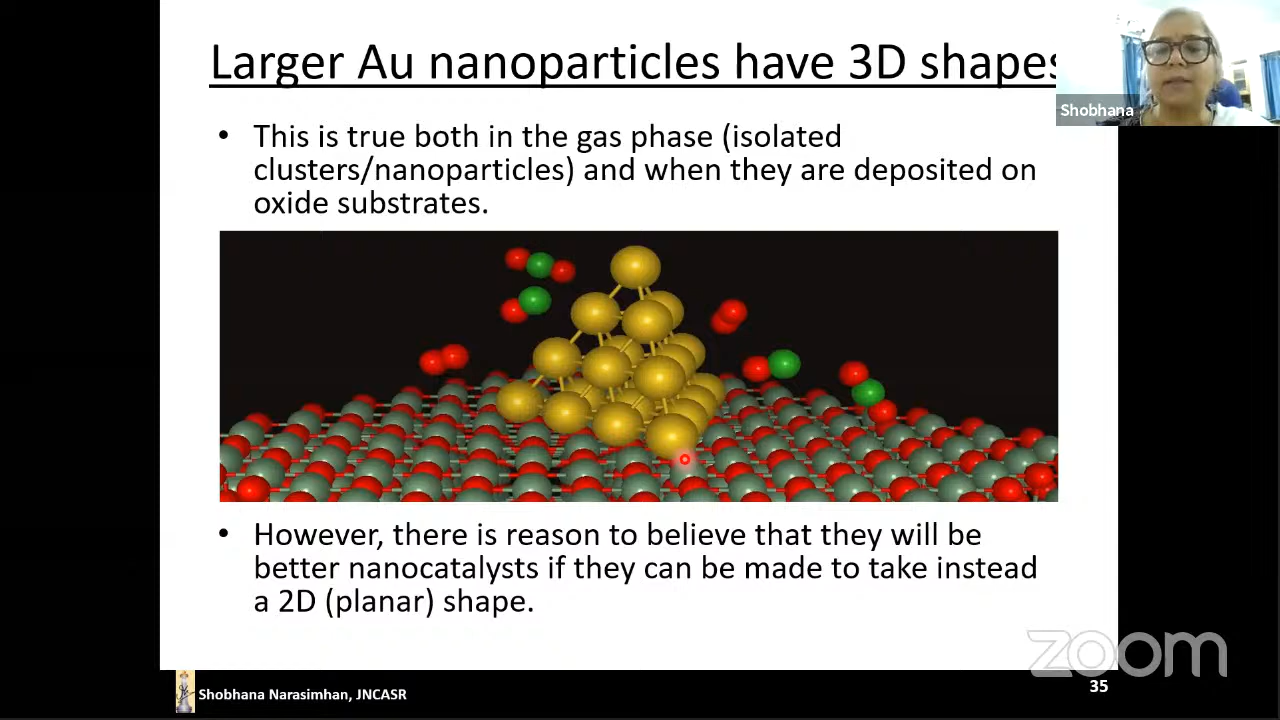 Larger Au nanoparticles have 3D shapes
Shobhana
• This is true both in the gas phase (isolated
clusters/nanoparticles) and when they are deposited on
oxide substrates.
• However, there is reason to believe that they will be
better nanocatalysts if they can be made to take instead
a 2D (planar) shape.
zoom
Shobhana Narasimhan, JNCASR
35